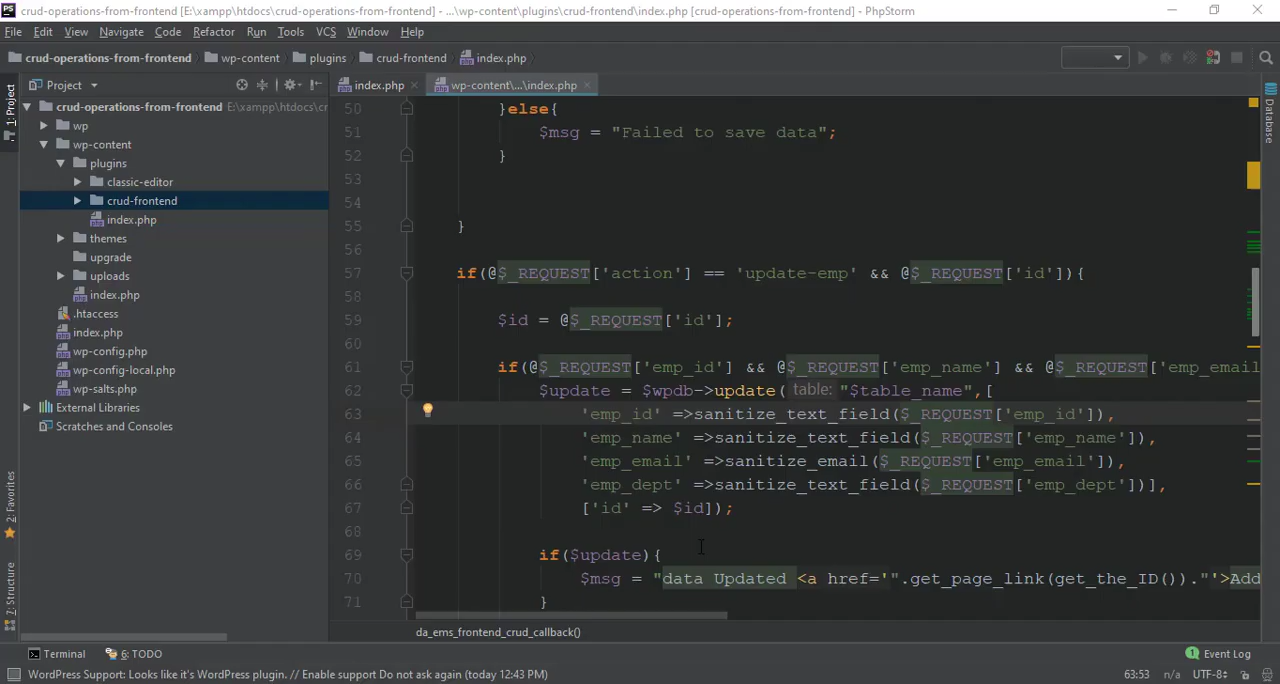 crud-operations-from-frontend [E:\xampp\htdocs\crud-operations-from-frontend] - ...\wp-content\plugins\crud-frontend\index.php [crud-operations-from-frontend] - PhpStorm
File Edit View Navigate Code Refactor Run Tools VCS Window Help
crud-operations-from-frontend wp-content plugins crud-frontend index.php
Project index.php wp-content\...\index.php
1: Project
Database
crud-operations-from-frontend E:\xampp\htdocs\cr
wp
wp-content
plugins
classic-editor
crud-frontend
index.php
themes
upgrade
uploads
index.php
.htaccess
index.php
wp-config.php
wp-config-local.php
wp-salts.php
External Libraries
Scratches and Consoles
2: Favorites
7: Structure
50 }else{
51 $msg = "Failed to save data";
52 }
53
54
55 }
56
57 if(@$_REQUEST['action'] == 'update-emp' && @$_REQUEST['id']){
58
59 $id = @$_REQUEST['id'];
60
61 if(@$_REQUEST['emp_id'] && @$_REQUEST['emp_name'] && @$_REQUEST['emp_email
62 $update = $wpdb->update( table: "$table_name",[
63 'emp_id' =>sanitize_text_field($_REQUEST['emp_id']),
64 'emp_name' =>sanitize_text_field($_REQUEST['emp_name']),
65 'emp_email' =>sanitize_email($_REQUEST['emp_email']),
66 'emp_dept' =>sanitize_text_field($_REQUEST['emp_dept'])],
67 ['id' => $id]);
68
69 if($update){
70 $msg = "data Updated <a href='".get_page_link(get_the_ID())."'>Add
71 }
da_ems_frontend_crud_callback()
Terminal 6: TODO 1 Event Log
WordPress Support: Looks like it's WordPress plugin. // Enable support Do not ask again (today 12:43 PM) 63:53 n/a UTF-8